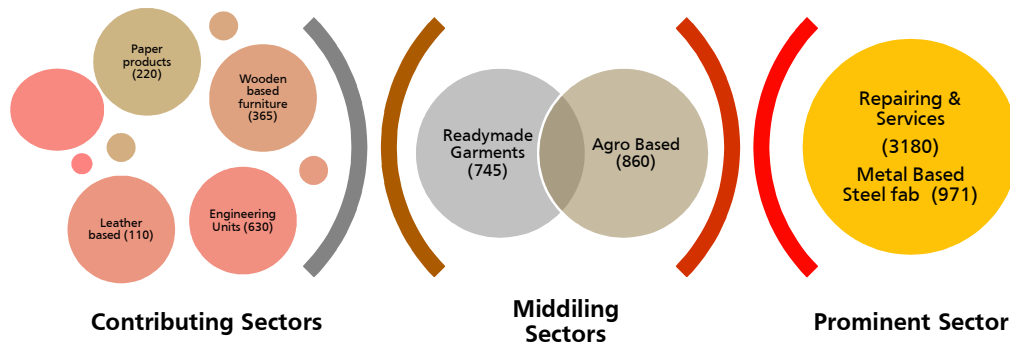 Paper
products
(220)
Wooden
based
furniture
(365)
Leather
based (110)
Engineering
Units (630)
Contributing Sectors
Readymade
Garments
(745)
Agro Based
(860)
Middiling
Sectors
Repairing &
Services
(3180)
Metal Based
Steel fab (971)
Prominent Sector